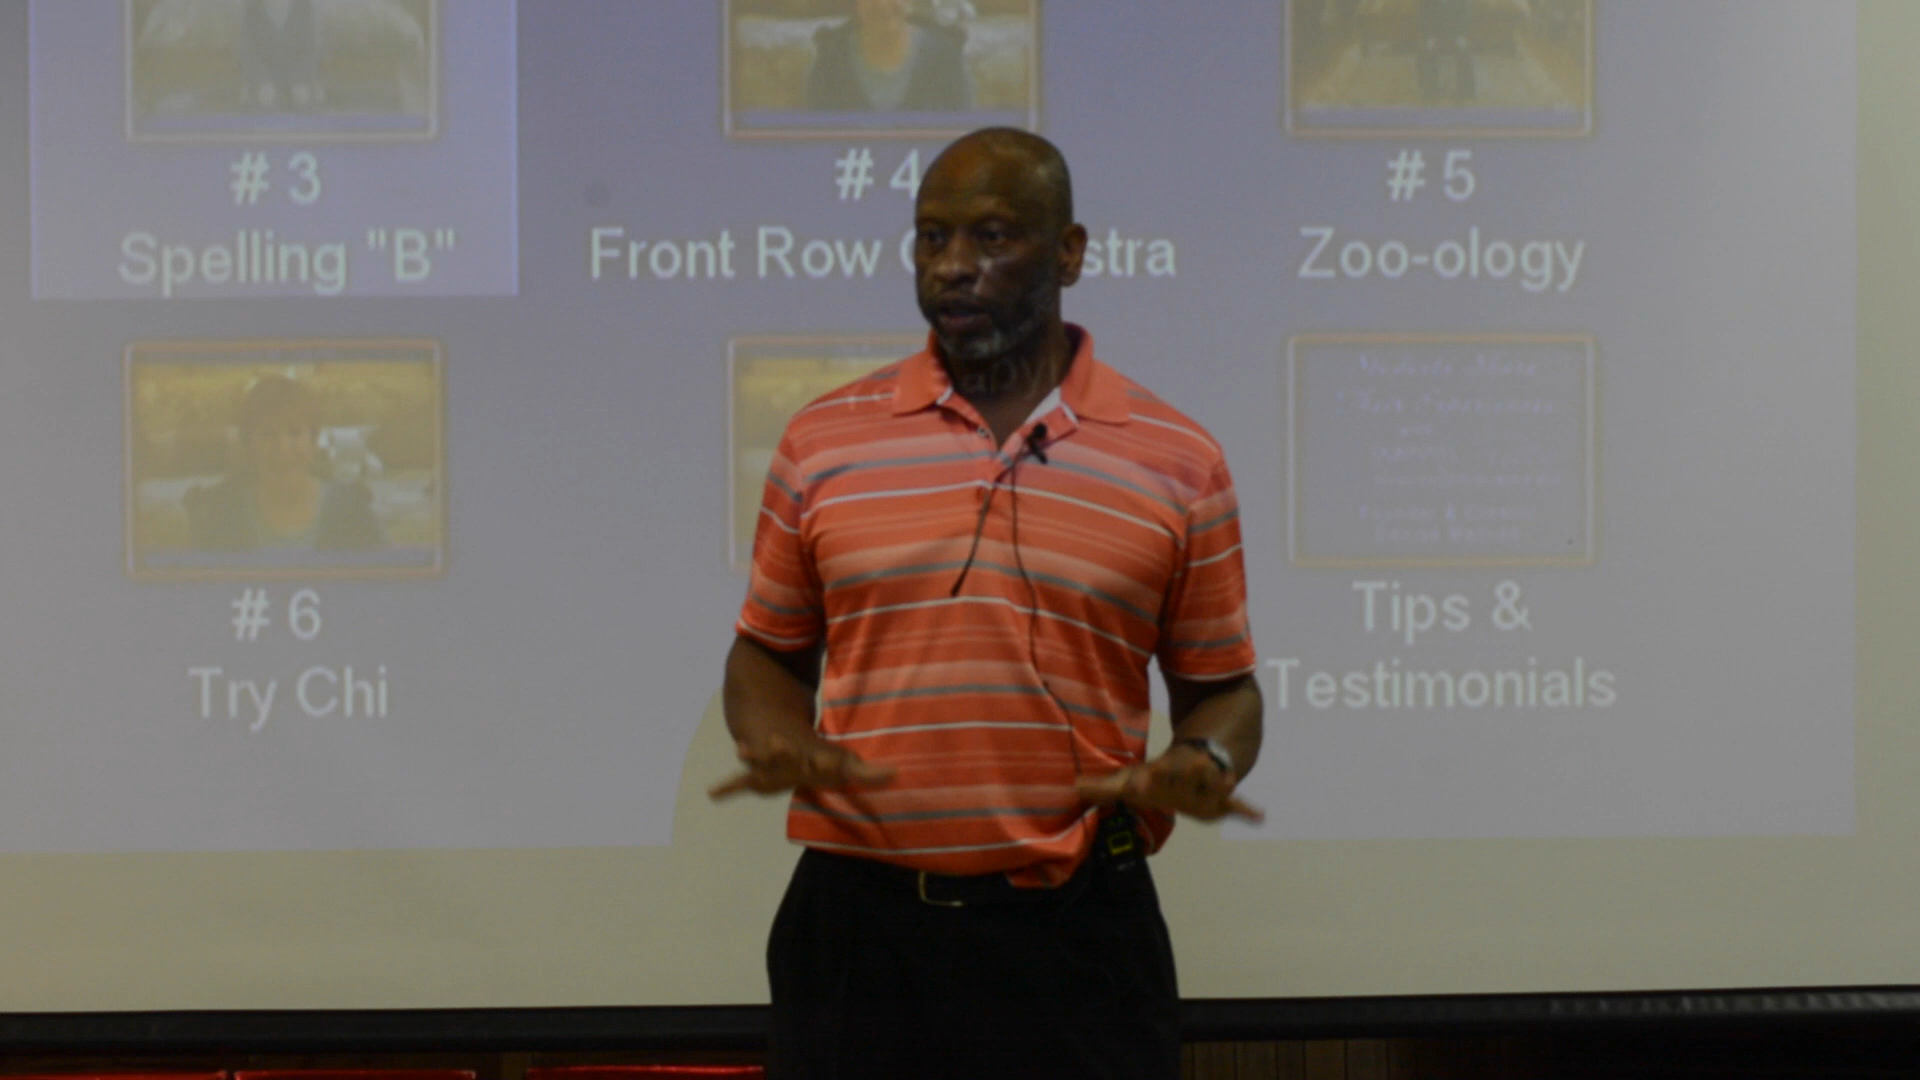 # 3
Spelling "B"
# 4
Front Row
stra
# 5
Zoo-ology
# 6
Try Chi
Tips &
Testimonials